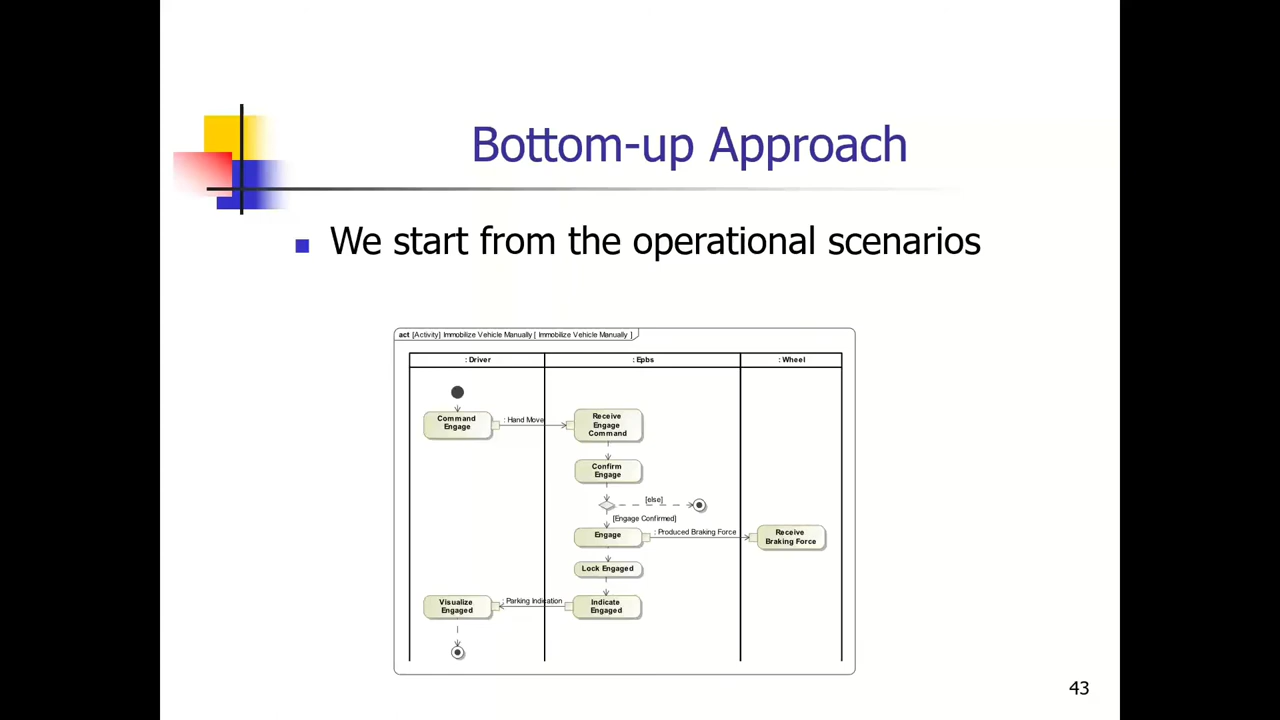 Bottom-up Approach
We start from the operational scenarios
act [Activity] Immobilize Vehicle Manually [ Immobilize Vehicle Manually ]
: Driver
: Epbs
: Wheel
Command
Engage
: Hand Move
Receive
Engage
Command
Confirm
Engage
[else]
[Engage Confirmed]
Engage
: Produced Braking Force
Receive
Braking Force
Lock Engaged
Visualize
Engaged
: Parking Indication
Indicate
Engaged
43